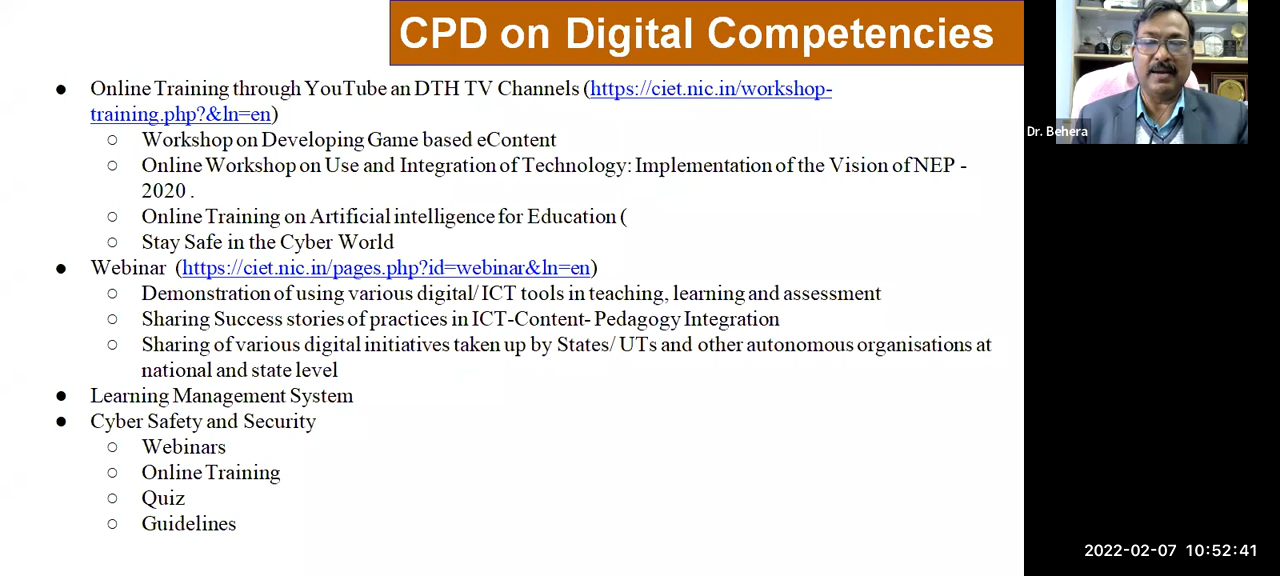 CPD on Digital Competencies
● Online Training through YouTube an DTH TV Channels (https://ciet.nic.in/workshop-
training.php?&ln=en)
○ Workshop on Developing Game based eContent
○ Online Workshop on Use and Integration of Technology: Implementation of the Vision of NEP -
2020 .
○ Online Training on Artificial intelligence for Education (
○ Stay Safe in the Cyber World
● Webinar (https://ciet.nic.in/pages.php?id=webinar&ln=en)
○ Demonstration of using various digital/ ICT tools in teaching, learning and assessment
○ Sharing Success stories of practices in ICT-Content- Pedagogy Integration
○ Sharing of various digital initiatives taken up by States/ UTs and other autonomous organisations at
national and state level
● Learning Management System
● Cyber Safety and Security
○ Webinars
○ Online Training
○ Quiz
○ Guidelines
Dr. Behera
2022-02-07 10:52:41